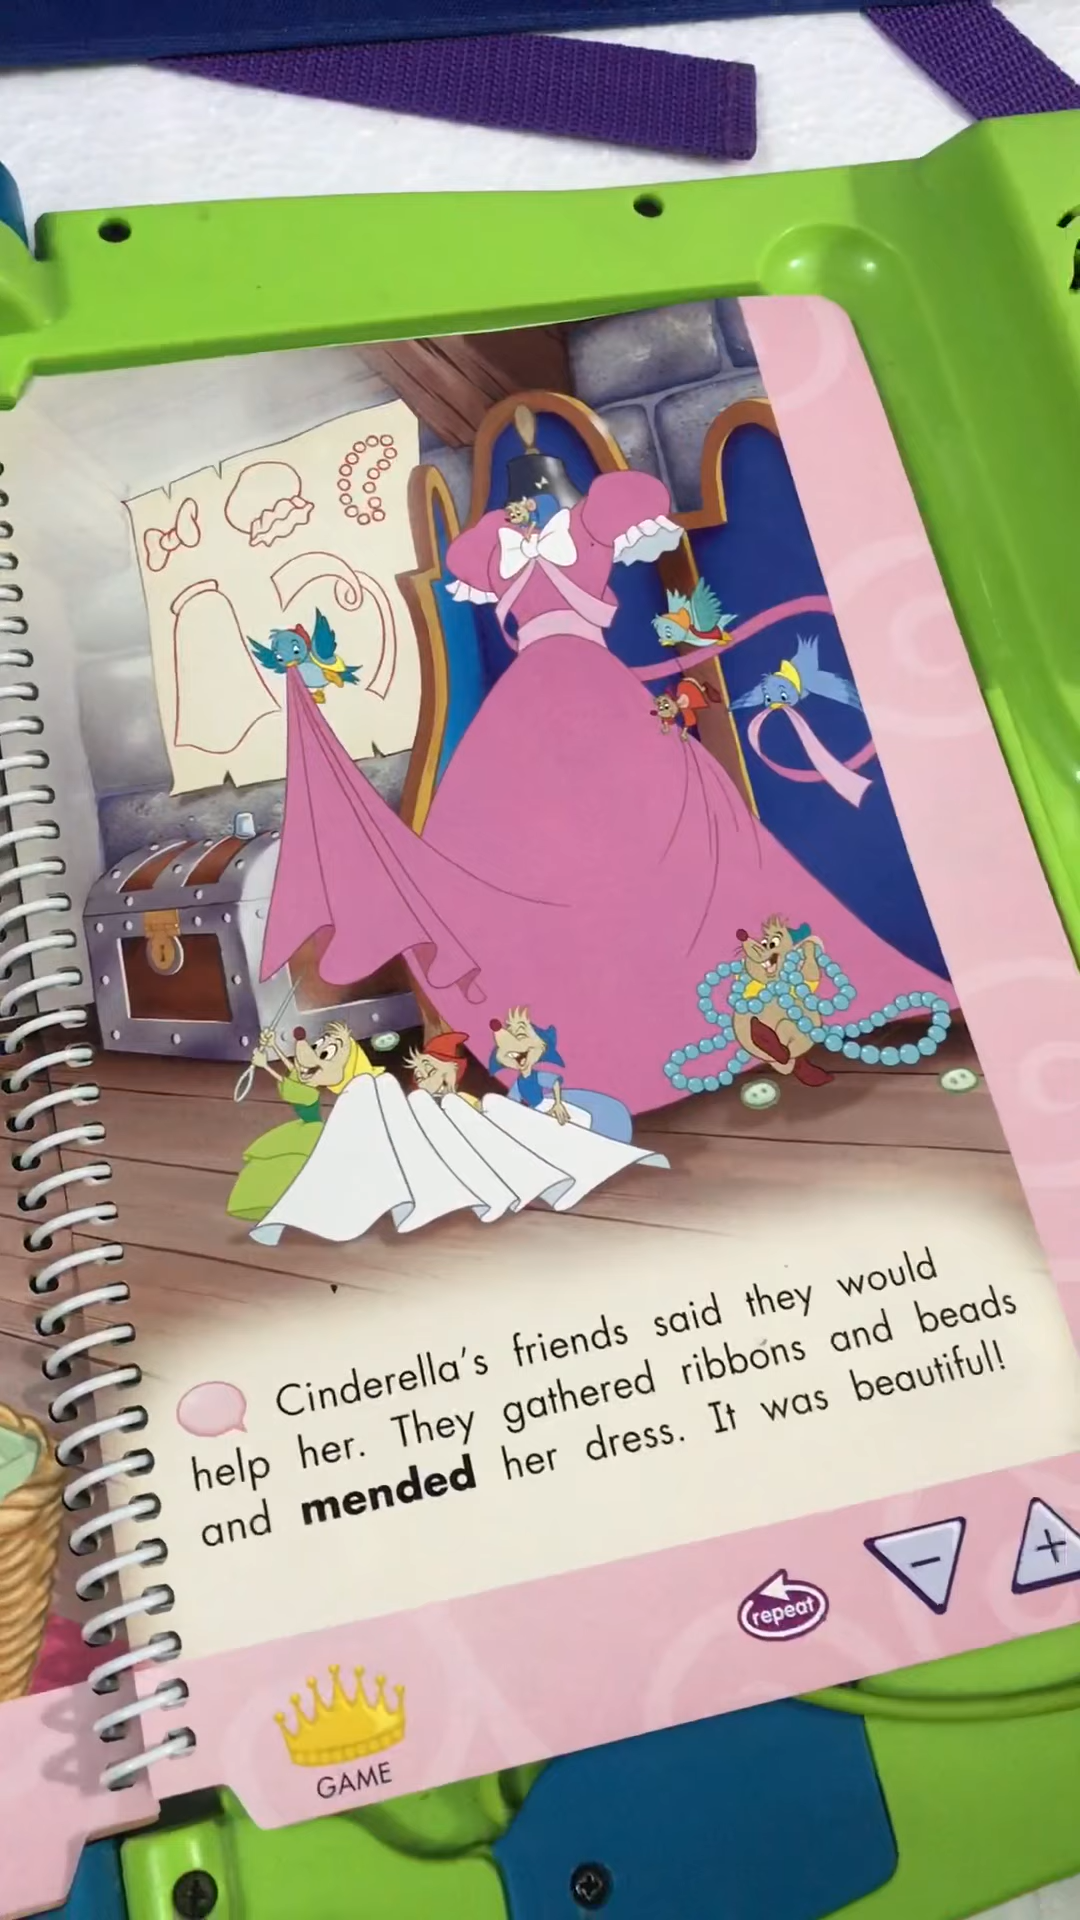 Cinderella's friends said they would
help her. They gathered ribbons and beads
and mended her dress. It was beautiful!
repeat
−
+
GAME